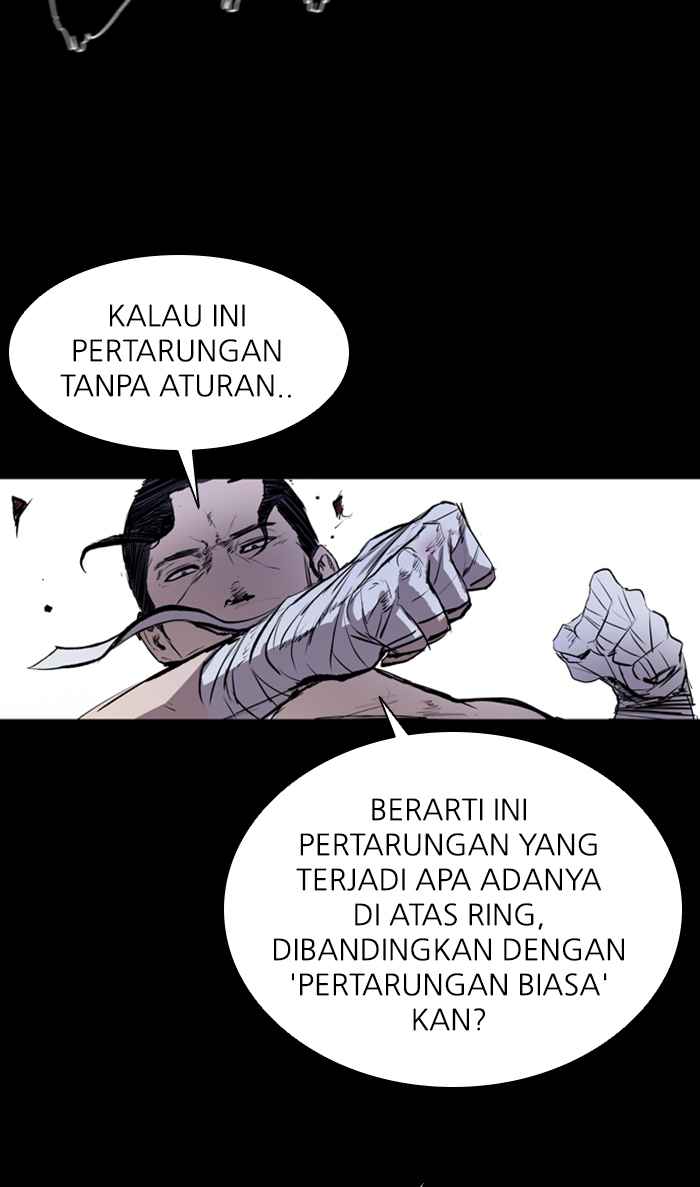 KALAU INI
PERTARUNGAN
TANPA ATURAN..
BERARTI INI
PERTARUNGAN YANG
TERJADI APA ADANYA
DI ATAS RING,
DIBANDINGKAN DENGAN
'PERTARUNGAN BIASA'
KAN?